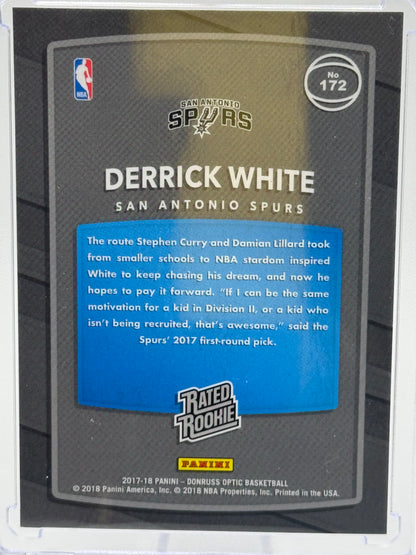 NBA
No
172
SAN ANTONIO
SPURS
DERRICK WHITE
SAN ANTONIO SPURS
The route Stephen Curry and Damian Lillard took
from smaller schools to NBA stardom inspired
White to keep chasing his dream, and now he
hopes to pay it forward. “If I can be the same
motivation for a kid in Division II, or a kid who
isn’t being recruited, that’s awesome,” said the
Spurs’ 2017 first-round pick.
RATED
ROOKIE
PANINI
2017-18 PANINI – DONRUSS OPTIC BASKETBALL
© 2018 Panini America, Inc. © 2018 NBA Properties, Inc. Printed in the USA.